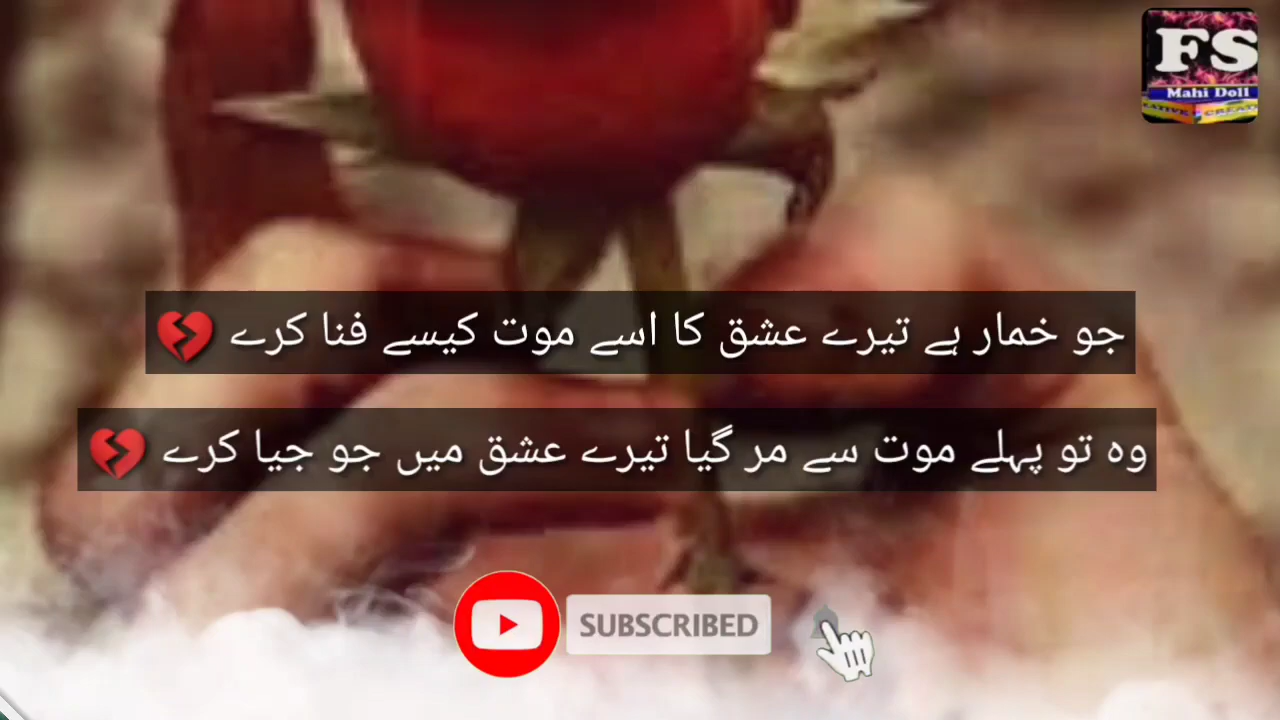 FS
Mahi Doll
جو خمار ہے تیرے عشق کا اسے موت کیسے فنا کرے 💔
وہ تو پہلے موت سے مر گیا تیرے عشق میں جو جیا کرے 💔
SUBSCRIBED